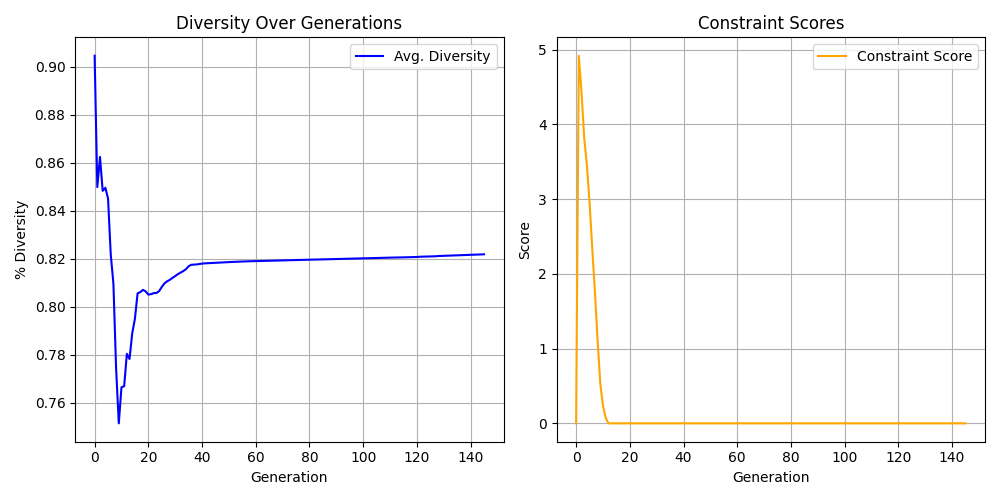 Diversity Over Generations
Avg. Diversity
% Diversity
0.90
0.88
0.86
0.84
0.82
0.80
0.78
0.76
0 20 40 60 80 100 120 140
Generation
Constraint Scores
Constraint Score
Score
5
4
3
2
1
0
0 20 40 60 80 100 120 140
Generation